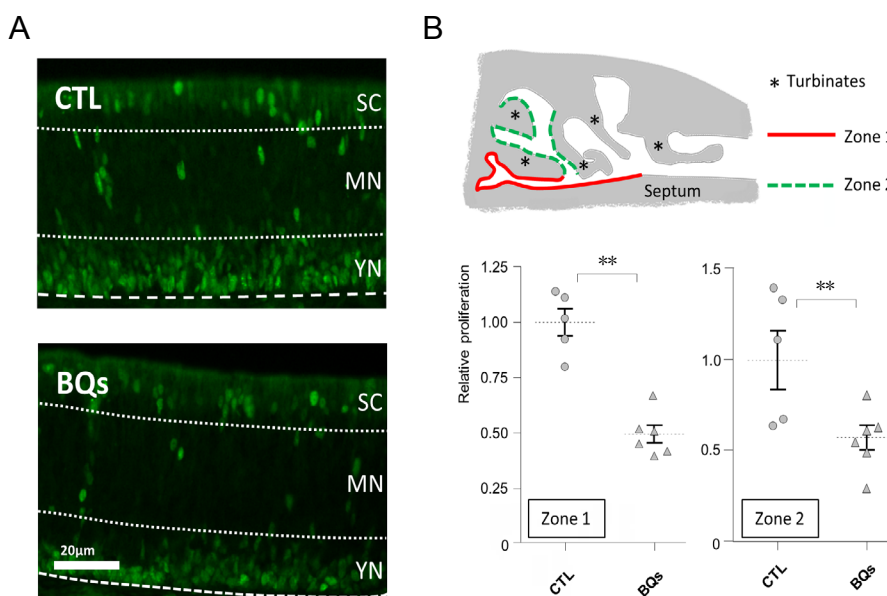 A
CTL
SC
MN
YN
BQs
SC
MN
YN
20μm
B
* Turbinates
Zone 1
Zone 2
Septum
Relative proliferation
1.25
1.00
0.75
0.50
0.25
0
**
Zone 1
CTL
BQs
1.5
1.0
0.5
0
**
Zone 2
CTL
BQs